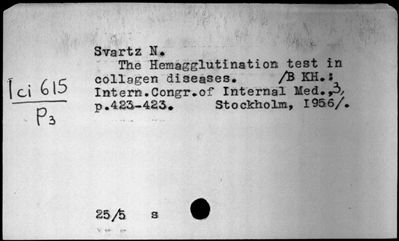 Svartz N.
The Hemagglutination test in
collagen diseases. /В КН.:
Intern.Congr.of Internal Med.,3,
p.423-423. Stockholm, 1956/.
Ici 615
P3
25/5 s